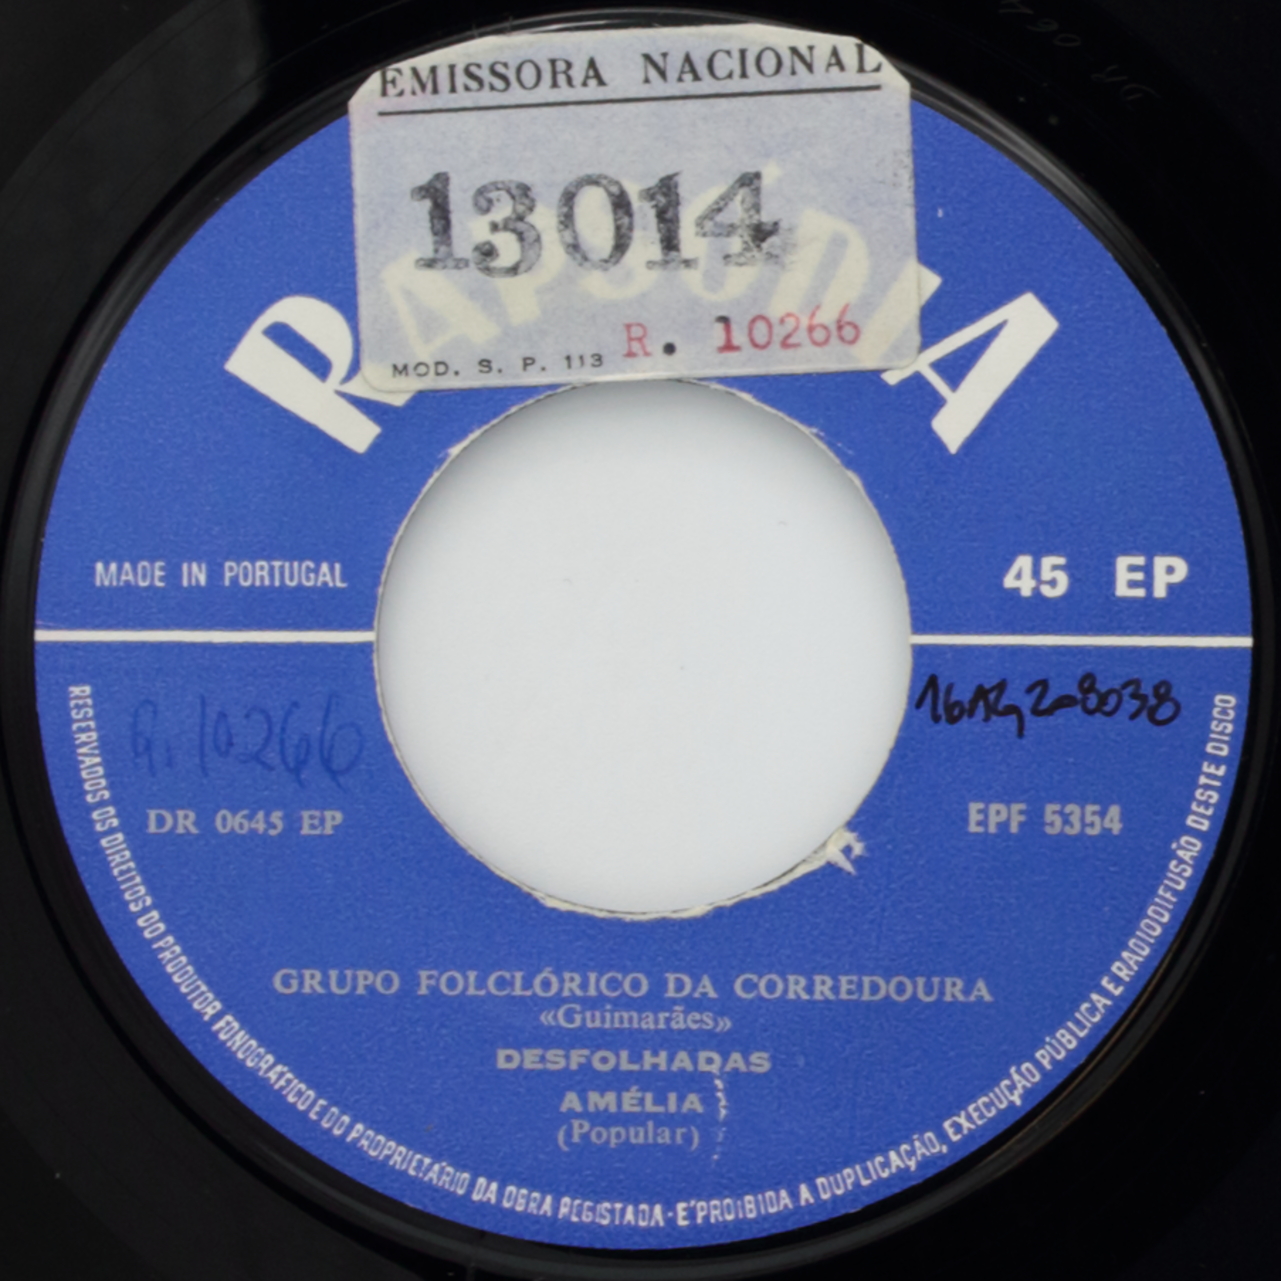 EMISSORA NACIONAL
13014
R. 10266
MOD. S. P. 113
RAPSÓDIA
MADE IN PORTUGAL
45 EP
R. 10266
DR 0645 EP
EPF 5354
GRUPO FOLCLÓRICO DA CORREDOURA
«Guimarães»
DESFOLHADAS
AMÉLIA
(Popular)
RESERVADOS OS DIREITOS DO PRODUTOR FONOGRÁFICO E DO PROPRIETÁRIO DA OBRA REGISTADA - E' PROIBIDA A DUPLICAÇÃO, EXECUÇÃO PÚBLICA E RADIODIFUSÃO DESTE DISCO